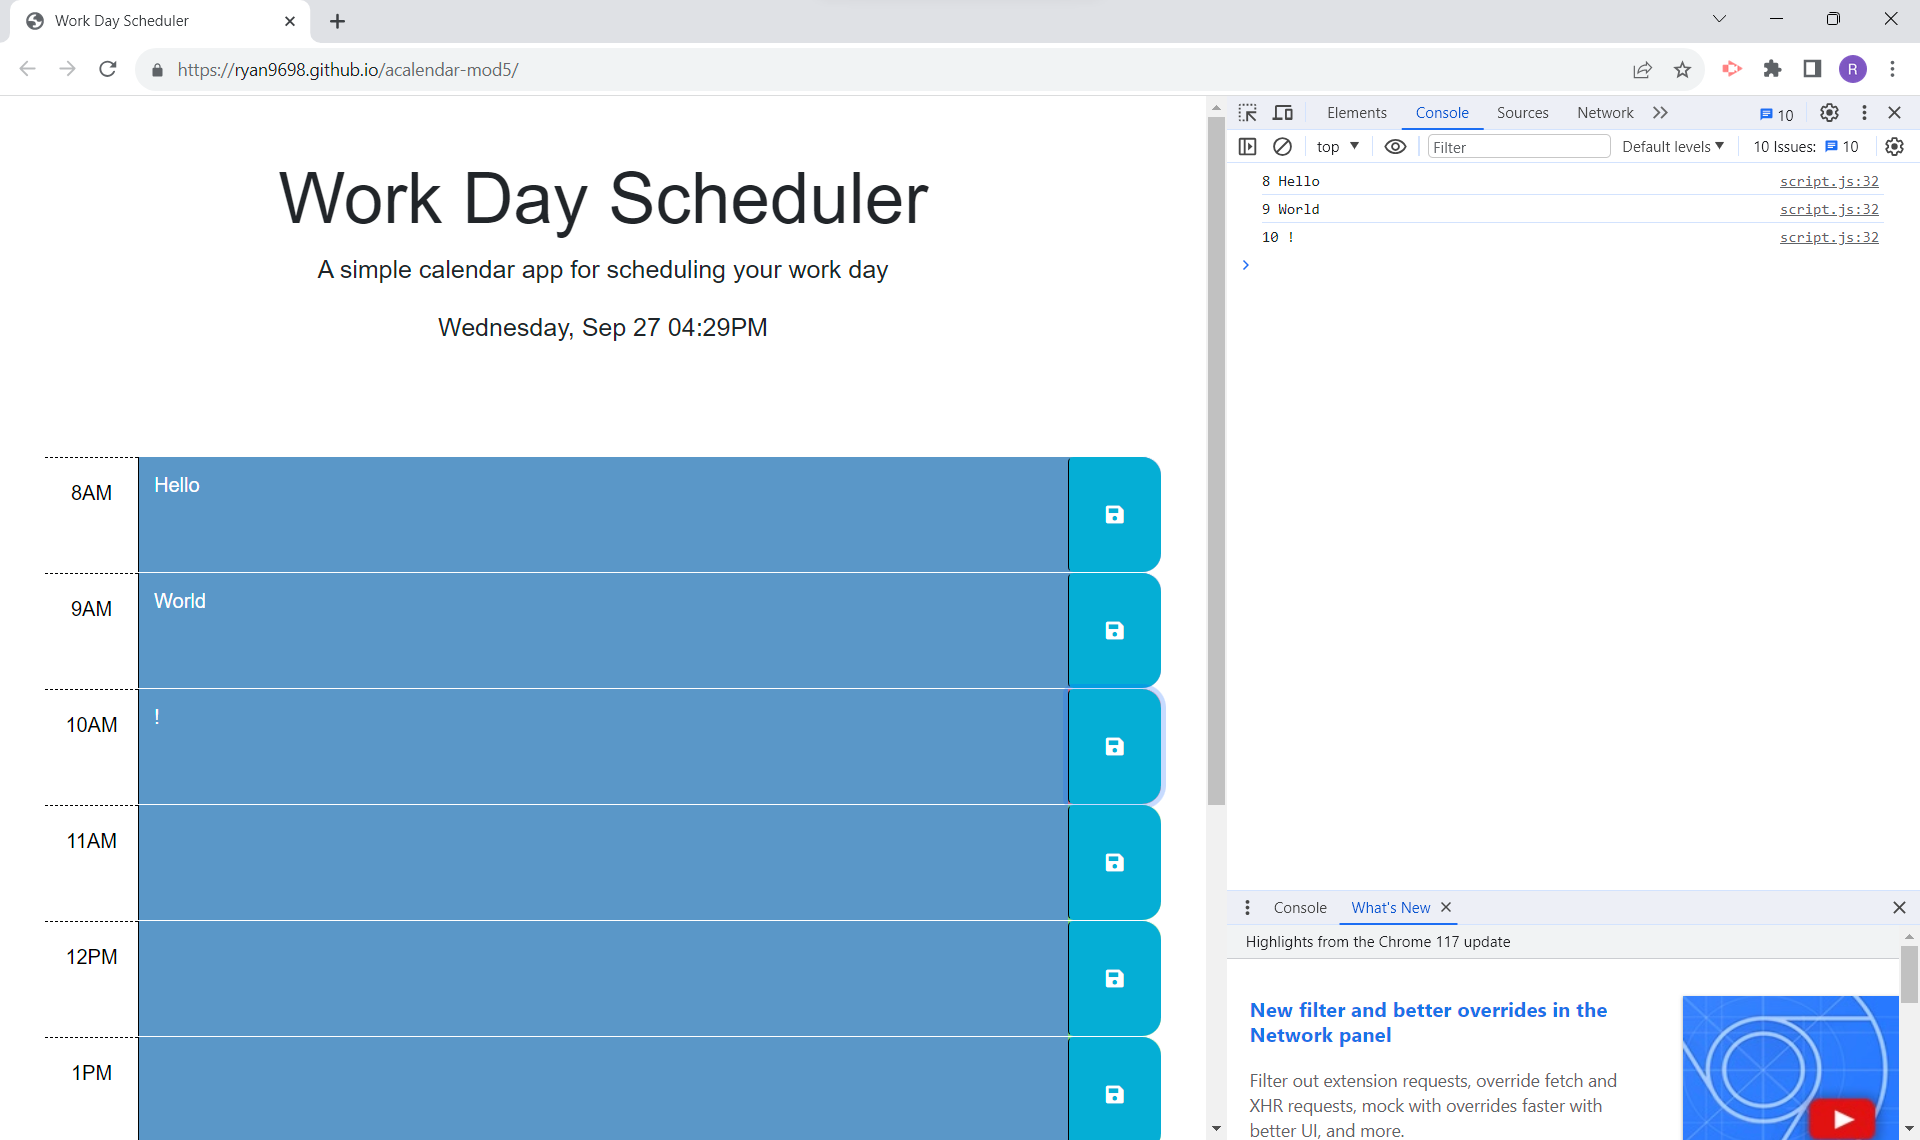 Work Day Scheduler
https://ryan9698.github.io/acalendar-mod5/
R
Work Day Scheduler
A simple calendar app for scheduling your work day
Wednesday, Sep 27 04:29PM
8AM
Hello
9AM
World
10AM
!
11AM
12PM
1PM
Elements Console Sources Network 10
top Filter Default levels 10 Issues: 10
8 Hello script.js:32
9 World script.js:32
10 ! script.js:32
Console What's New
Highlights from the Chrome 117 update
New filter and better overrides in the
Network panel
Filter out extension requests, override fetch and
XHR requests, mock with overrides faster with
better UI, and more.